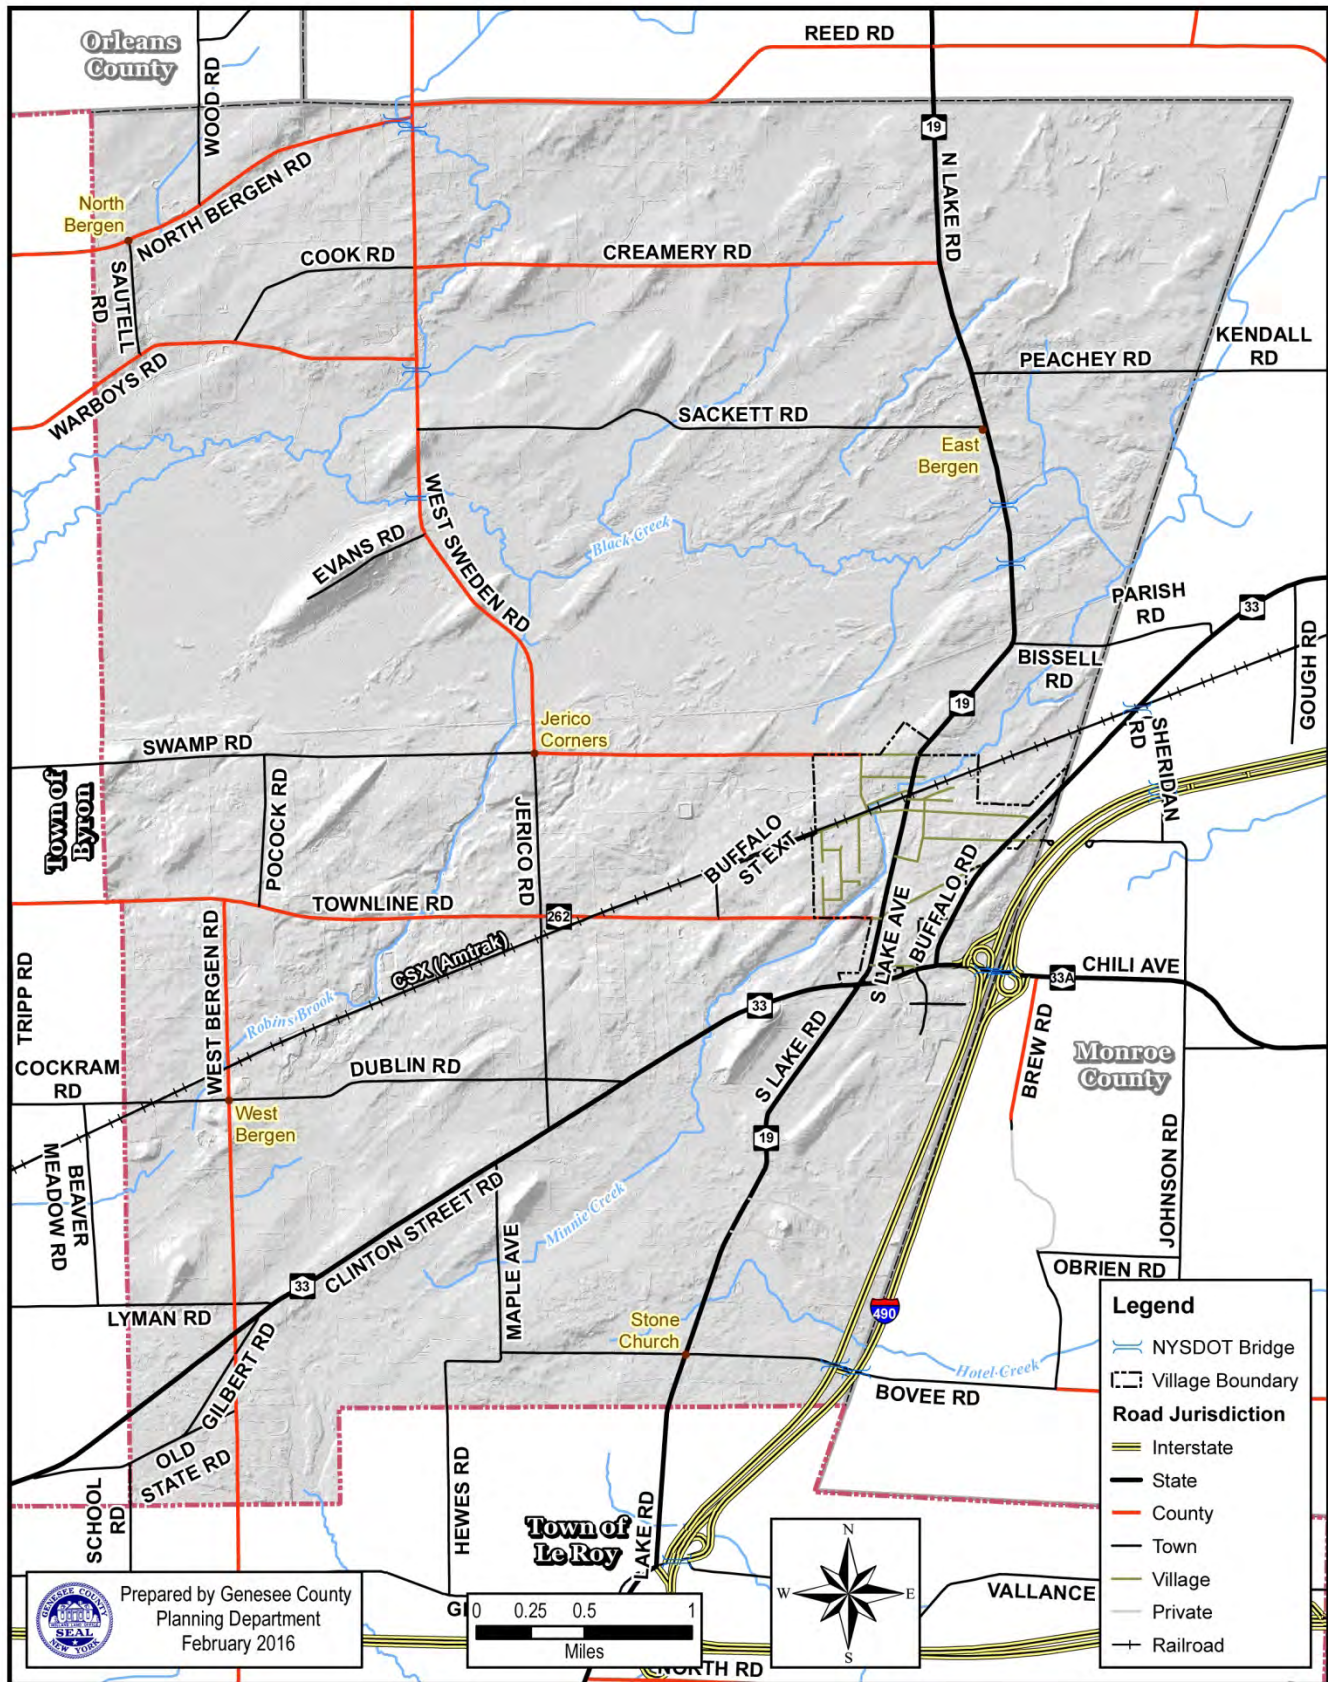 Orleans
County
WOOD RD
REED RD
19
N LAKE RD
North
Bergen
NORTH BERGEN RD
SAUTELL
RD
COOK RD
CREAMERY RD
WARBOYS RD
KENDALL
RD
PEACHEY RD
SACKETT RD
East
Bergen
WEST SWEDEN RD
EVANS RD
Black Creek
PARISH
RD
33
BISSELL
RD
GOUGH RD
19
Jerico
Corners
SWAMP RD
SHERIDAN
RD
Town of
Byron
POCOCK RD
JERICO RD
BUFFALO
ST EXT
TOWNLINE RD
262
S LAKE AVE
BUFFALO RD
WEST BERGEN RD
CSX (Amtrak)
TRIPP RD
CHILI AVE
33A
33
Robins Brook
S LAKE RD
BREW RD
Monroe
County
COCKRAM
RD
DUBLIN RD
West
Bergen
19
JOHNSON RD
BEAVER
MEADOW RD
CLINTON STREET RD
Minnie Creek
MAPLE AVE
OBRIEN RD
33
LYMAN RD
GILBERT RD
Stone
Church
490
Hotel Creek
BOVEE RD
OLD
STATE RD
SCHOOL
RD
HEWES RD
LAKE RD
Town of
Le Roy
VALLANCE
NORTH RD
Legend
NYSDOT Bridge
Village Boundary
Road Jurisdiction
Interstate
State
County
Town
Village
Private
Railroad
N
W
E
S
0 0.25 0.5 1
Miles
GENESEE COUNTY
SEAL
NEW YORK
Prepared by Genesee County
Planning Department
February 2016